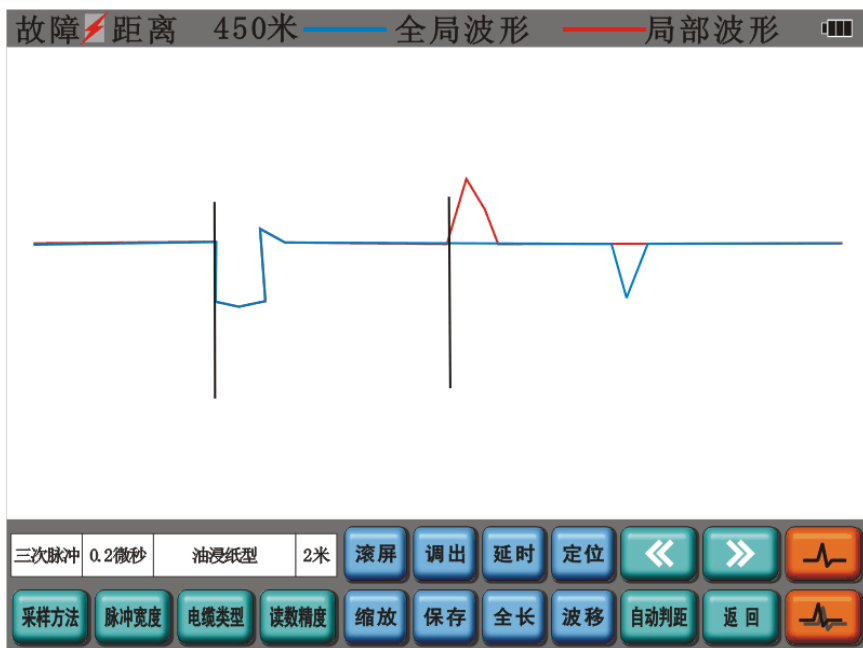 故障距离 450米 全局波形 局部波形
三次脉冲 0.2微秒 油浸纸型 2米 滚屏 调出 延时 定位
采样方法 脉冲宽度 电缆类型 读数精度 缩放 保存 全长 波移 自动判距 返回